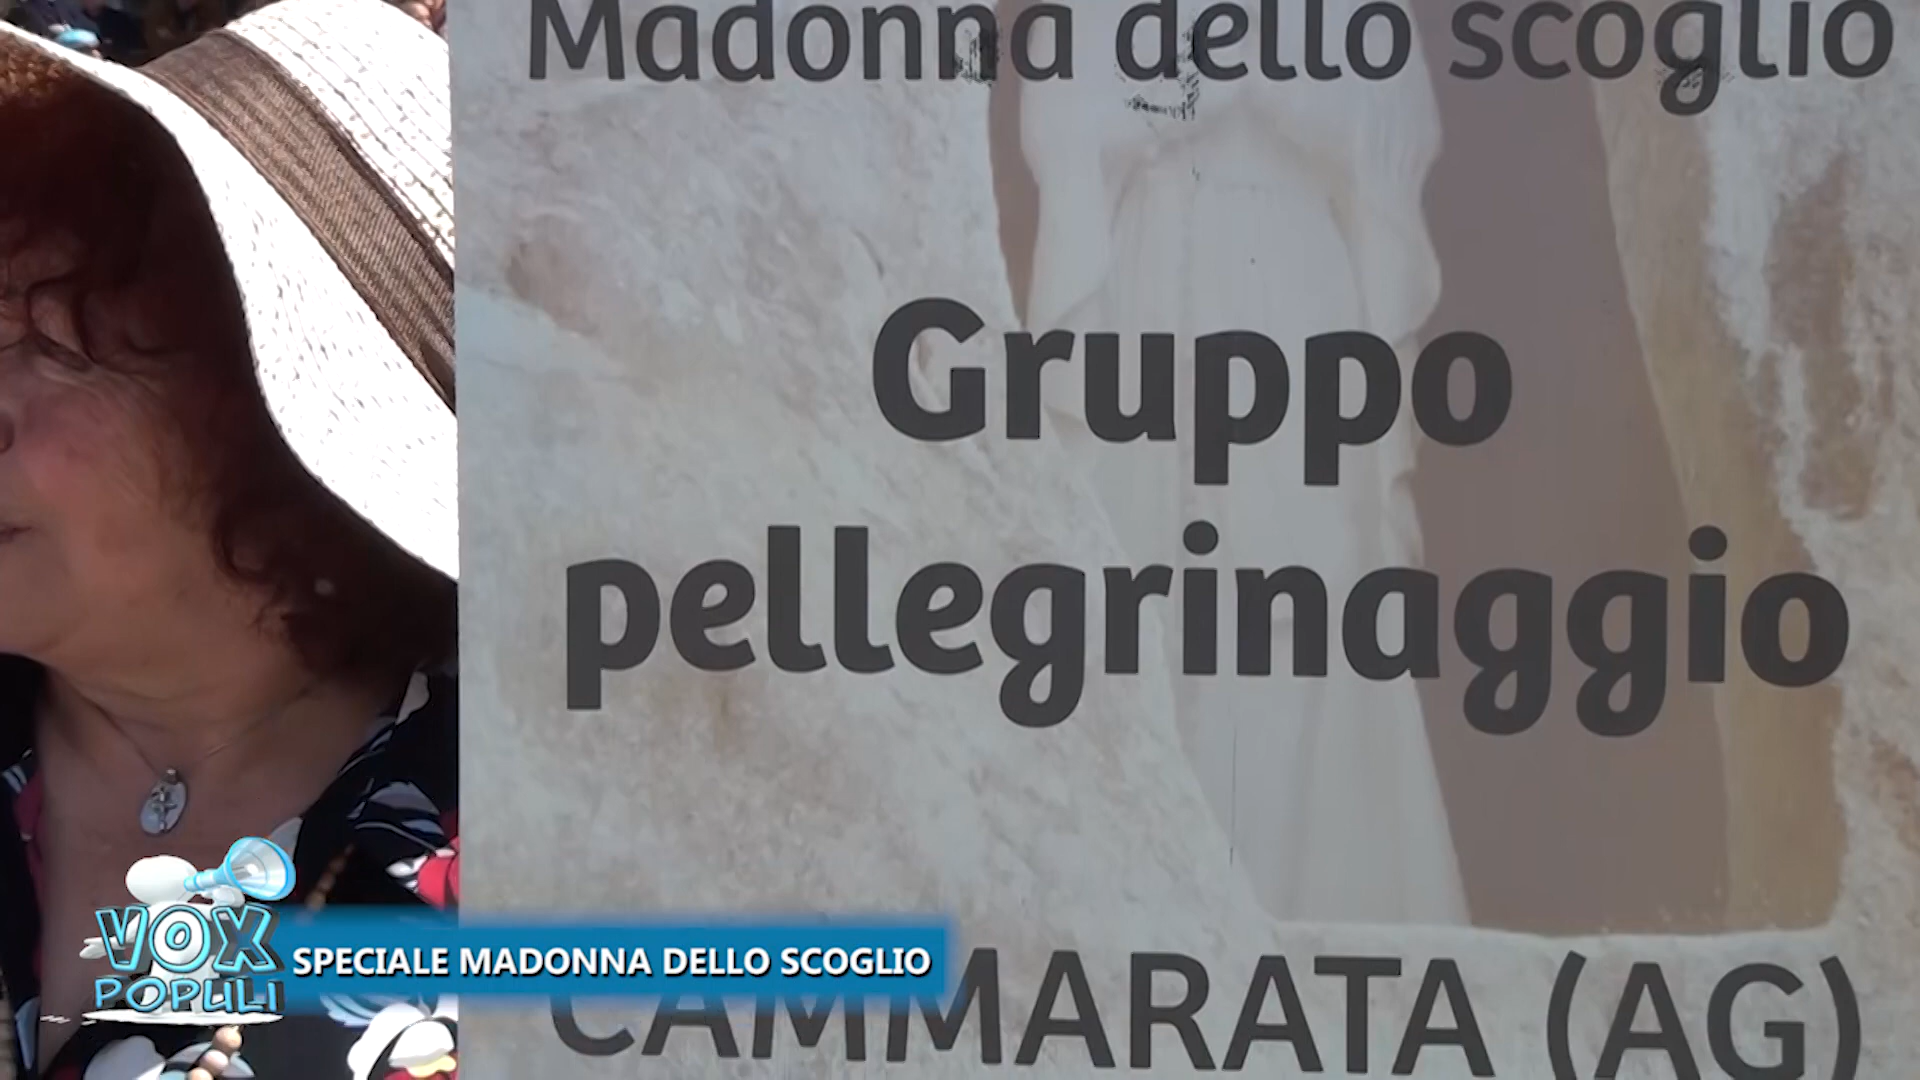 Madonna dello scoglio
Gruppo
pellegrinaggio
CAMMARATA (AG)
VOX
POPULI
SPECIALE MADONNA DELLO SCOGLIO